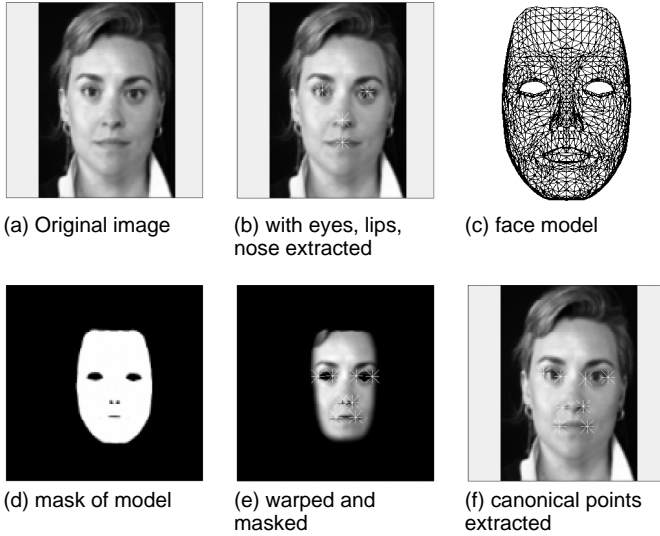 (a) Original image
(b) with eyes, lips,
nose extracted
(c) face model
(d) mask of model
(e) warped and
masked
(f) canonical points
extracted